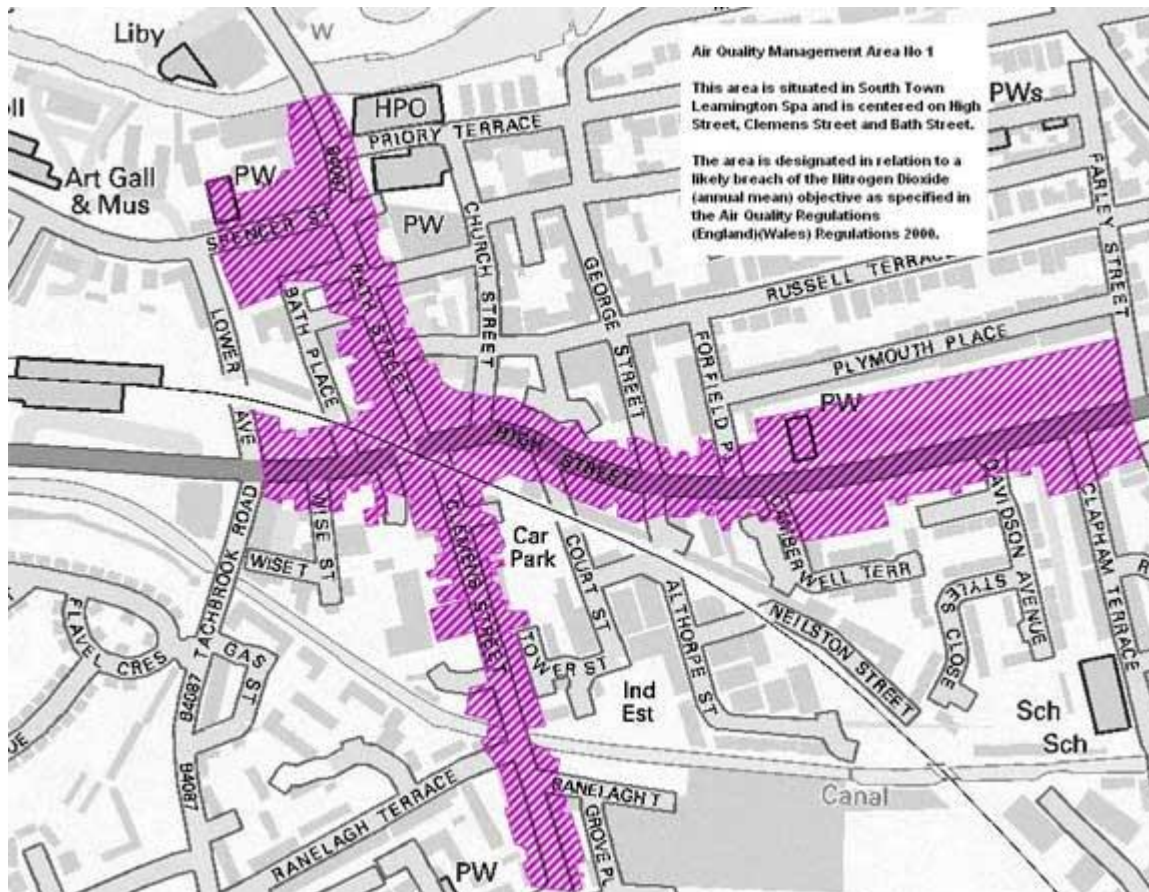 Liby
W
Air Quality Management Area No 1
This area is situated in South Town
Leamington Spa and is centered on High
Street, Clemens Street and Bath Street.
The area is designated in relation to a
likely breach of the Nitrogen Dioxide
(annual mean) objective as specified in
the Air Quality Regulations
(England)(Wales) Regulations 2000.
HPO
PWs
PRIORY TERRACE
B4087
Art Gall
& Mus
PW
PW
SPENCER ST
CHURCH STREET
FARLEY STREET
BATH STREET
GEORGE STREET
RUSSELL TERRACE
BATH PLACE
LOWER
AVE
FORFIELD P
PLYMOUTH PLACE
PW
HIGH STREET
WISE ST
WISE T
CLEMENS STREET
Car
Park
COURT ST
CAMBERWELL TERR
DAVIDSON AVENUE
CLAPHAM TERRACE
STYLES CLOSE
TACHBROOK ROAD
FLAVEL CRES
GAS ST
B4087
B4087
TOWER ST
ALTHORPE ST
NEILSTON STREET
Ind
Est
Sch
Sch
RANELAGH TERRACE
RANELAGH T
GROVE PL
Canal
PW